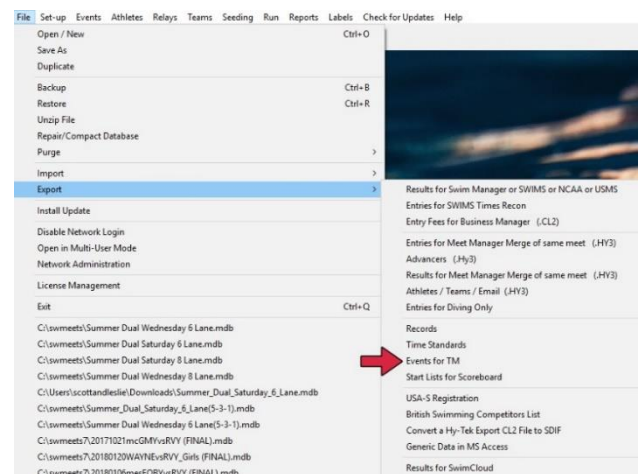 File Set-up Events Athletes Relays Teams Seeding Run Reports Labels Check for Updates Help
Open / New Ctrl+O
Save As
Duplicate
Backup Ctrl+B
Restore Ctrl+R
Unzip File
Repair/Compact Database
Purge >
Import >
Export >
Install Update
Disable Network Login
Open in Multi-User Mode
Network Administration
License Management
Exit Ctrl+Q
C:\swmeets\Summer Dual Wednesday 6 Lane.mdb
C:\swmeets\Summer Dual Saturday 6 Lane.mdb
C:\swmeets\Summer Dual Saturday 8 Lane.mdb
C:\swmeets\Summer Dual Wednesday 8 Lane.mdb
C:\Users\scottandleslie\Downloads\Summer_Dual_Saturday_6_Lane.mdb
C:\swmeets\Summer_Dual_Saturday_6_Lane(5-3-1).mdb
C:\swmeets\Summer Dual Wednesday 6 Lane(5-3-1).mdb
C:\swmeets7\20171021mcGMYvsRVY (FINAL).mdb
C:\swmeets7\20180120WAYNEvsRVY_Girls (FINAL).mdb
C:\swmeets7\20180106merFORYvsRVY (FINAL).mdb
Results for Swim Manager or SWIMS or NCAA or USMS
Entries for SWIMS Times Recon
Entry Fees for Business Manager (.CL2)
Entries for Meet Manager Merge of same meet (.HY3)
Advancers (.Hy3)
Results for Meet Manager Merge of same meet (.HY3)
Athletes / Teams / Email (.HY3)
Entries for Diving Only
Records
Time Standards
Events for TM
Start Lists for Scoreboard
USA-S Registration
British Swimming Competitors List
Convert a Hy-Tek Export CL2 File to SDIF
Generic Data in MS Access
Results for SwimCloud